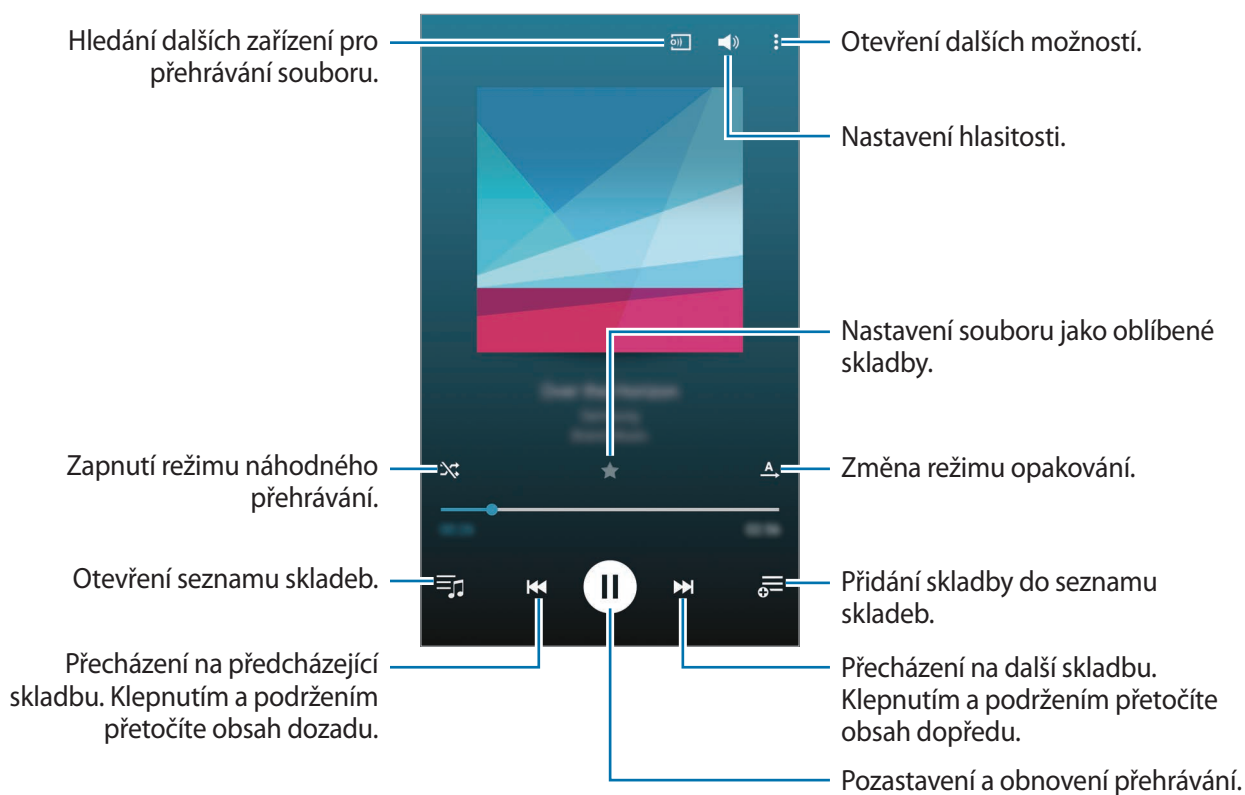 Hledání dalších zařízení pro
přehrávání souboru.
Otevření dalších možností.
Nastavení hlasitosti.
Nastavení souboru jako oblíbené
skladby.
Zapnutí režimu náhodného
přehrávání.
A
Změna režimu opakování.
Otevření seznamu skladeb.
Přidání skladby do seznamu
skladeb.
Přecházení na předcházející
skladbu. Klepnutím a podržením
přetočíte obsah dozadu.
Přecházení na další skladbu.
Klepnutím a podržením přetočíte
obsah dopředu.
Pozastavení a obnovení přehrávání.